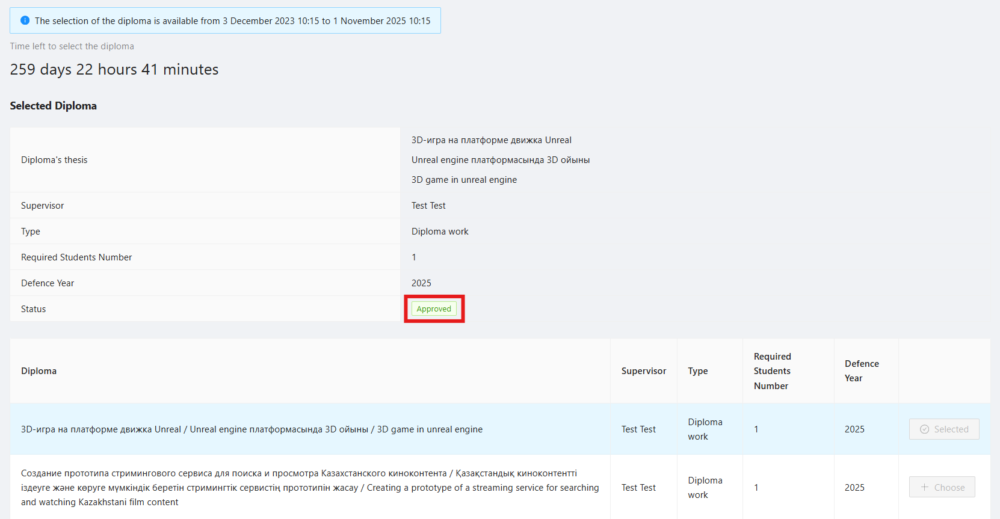 The selection of the diploma is available from 3 December 2023 10:15 to 1 November 2025 10:15
Time left to select the diploma
259 days 22 hours 41 minutes
Selected Diploma
Diploma's thesis
3D-игра на платформе движка Unreal
Unreal engine платформасында 3D ойыны
3D game in unreal engine
Supervisor
Test Test
Type
Diploma work
Required Students Number
1
Defence Year
2025
Status
Approved
Diploma
Supervisor
Type
Required
Students
Number
Defence
Year
3D-игра на платформе движка Unreal / Unreal engine платформасында 3D ойыны / 3D game in unreal engine
Test Test
Diploma
work
1
2025
Selected
Создание прототипа стримингового сервиса для поиска и просмотра Казахстанского киноконтента / Қазақстандық киноконтентті
іздеуге және көруге мүмкіндік беретін стримингтік сервистің прототипін жасау / Creating a prototype of a streaming service for searching
and watching Kazakhstani film content
Test Test
Diploma
work
1
2025
Choose